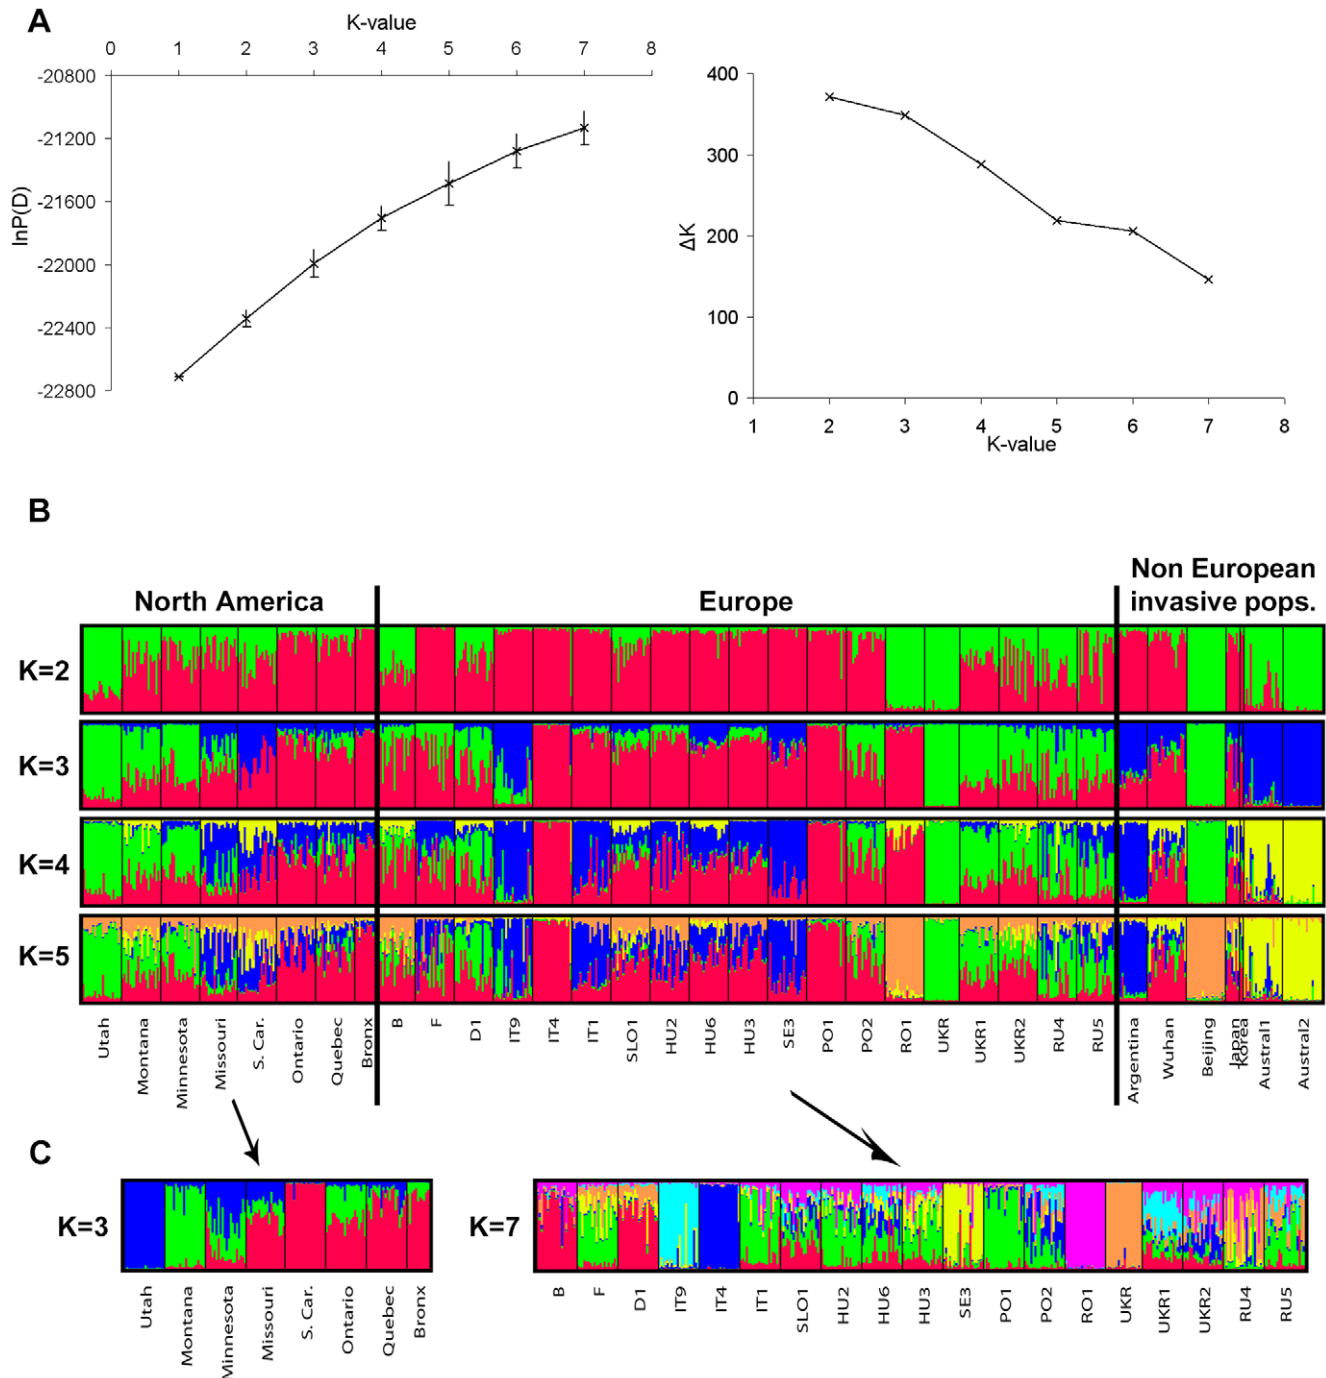 A
K-value
0 1 2 3 4 5 6 7 8
-20800
-21200
-21600
-22000
-22400
-22800
lnP(D)
400
300
200
100
0
ΔK
1 2 3 4 5 6 7 8
K-value
B
North America
Europe
Non European
invasive pops.
K=2
K=3
K=4
K=5
Utah Montana Minnesota Missouri S. Car. Ontario Quebec Bronx B F D1 IT9 IT4 IT1 SLO1 HU2 HU6 HU3 SE3 PO1 PO2 RO1 UKR UKR1 UKR2 RU4 RU5 Argentina Wuhan Beijing Japan Korea Austral1 Austral2
C
K=3
Utah Montana Minnesota Missouri S. Car. Ontario Quebec Bronx
K=7
B F D1 IT9 IT4 IT1 SLO1 HU2 HU6 HU3 SE3 PO1 PO2 RO1 UKR UKR1 UKR2 RU4 RU5